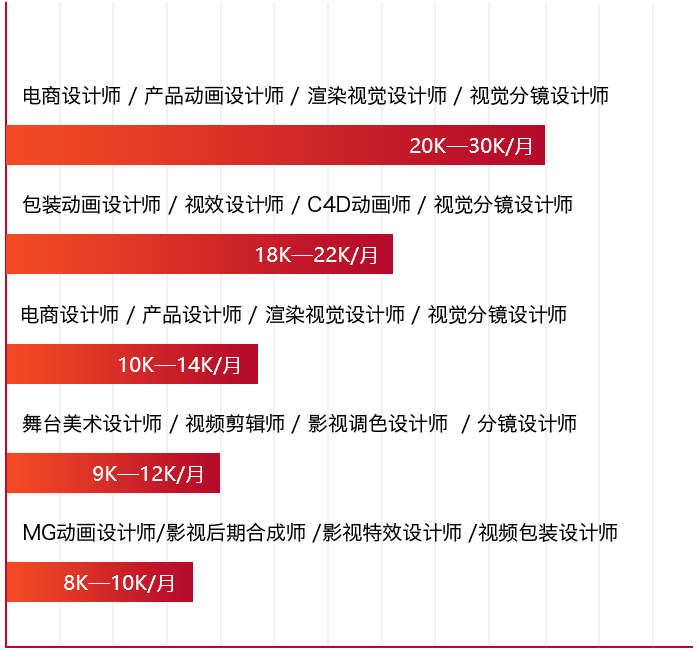 电商设计师 / 产品动画设计师 / 渲染视觉设计师 / 视觉分镜设计师
20K—30K/月
包装动画设计师 / 视效设计师 / C4D动画师 / 视觉分镜设计师
18K—22K/月
电商设计师 / 产品设计师 / 渲染视觉设计师 / 视觉分镜设计师
10K—14K/月
舞台美术设计师 / 视频剪辑师 / 影视调色设计师 / 分镜设计师
9K—12K/月
MG动画设计师/影视后期合成师 /影视特效设计师 /视频包装设计师
8K—10K/月